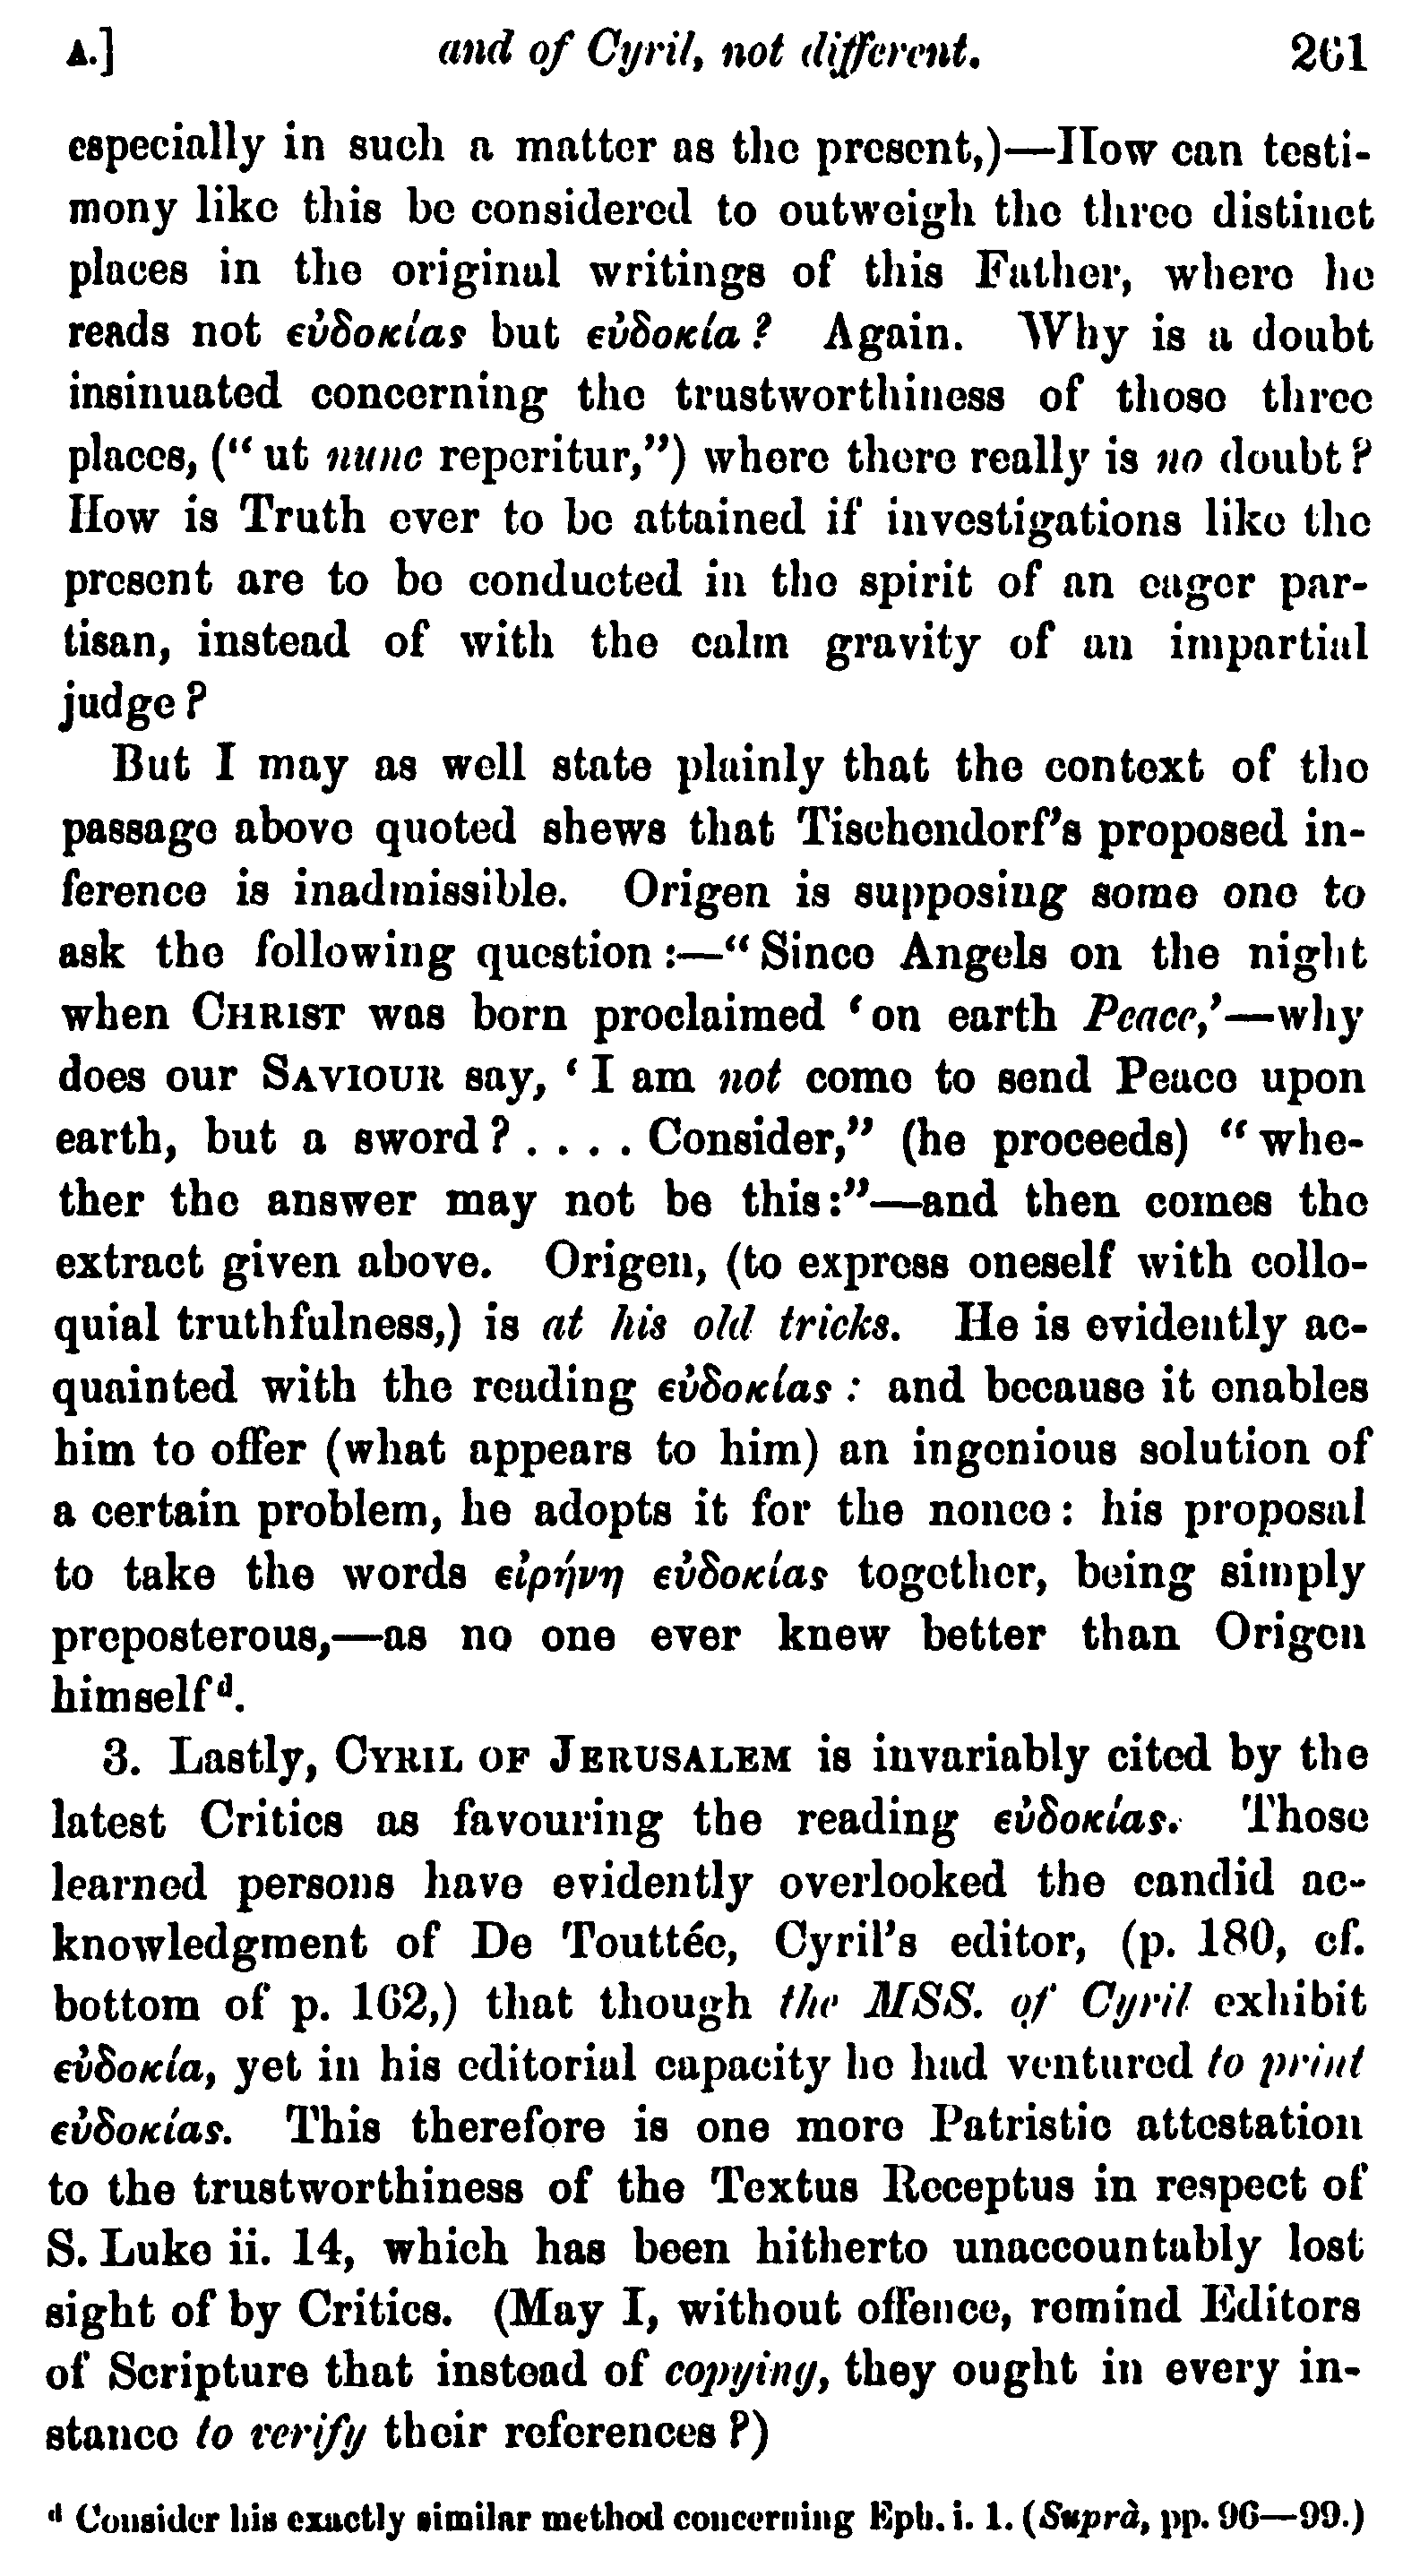 A.] and of Cyril, not different. 261
especially in such a matter as the present,)—How can testi-
mony like this be considered to outweigh the three distinct
places in the original writings of this Father, where he
reads not εὐδοκίας but εὐδοκία? Again. Why is a doubt
insinuated concerning the trustworthiness of those three
places, (“ut nunc reperitur,”) where there really is no doubt?
How is Truth ever to be attained if investigations like the
present are to be conducted in the spirit of an eager par-
tisan, instead of with the calm gravity of an impartial
judge?
But I may as well state plainly that the context of the
passage above quoted shews that Tischendorf’s proposed in-
ference is inadmissible. Origen is supposing some one to
ask the following question:—“Since Angels on the night
when CHRIST was born proclaimed ‘on earth Peace,’—why
does our SAVIOUR say, ‘I am not come to send Peace upon
earth, but a sword? . . . . Consider,” (he proceeds) “whe-
ther the answer may not be this:”—and then comes the
extract given above. Origen, (to express oneself with collo-
quial truthfulness,) is at his old tricks. He is evidently ac-
quainted with the reading εὐδοκίας: and because it enables
him to offer (what appears to him) an ingenious solution of
a certain problem, he adopts it for the nonce: his proposal
to take the words εἰρήνη εὐδοκίας together, being simply
preposterous,—as no one ever knew better than Origen
himself ᵈ.
3. Lastly, CYRIL OF JERUSALEM is invariably cited by the
latest Critics as favouring the reading εὐδοκίας. Those
learned persons have evidently overlooked the candid ac-
knowledgment of De Touttée, Cyril’s editor, (p. 180, cf.
bottom of p. 162,) that though the MSS. of Cyril exhibit
εὐδοκία, yet in his editorial capacity he had ventured to print
εὐδοκίας. This therefore is one more Patristic attestation
to the trustworthiness of the Textus Receptus in respect of
S. Luke ii. 14, which has been hitherto unaccountably lost
sight of by Critics. (May I, without offence, remind Editors
of Scripture that instead of copying, they ought in every in-
stance to verify their references?)
ᵈ Consider his exactly similar method concerning Eph. i. 1. (Suprà, pp. 96—99.)